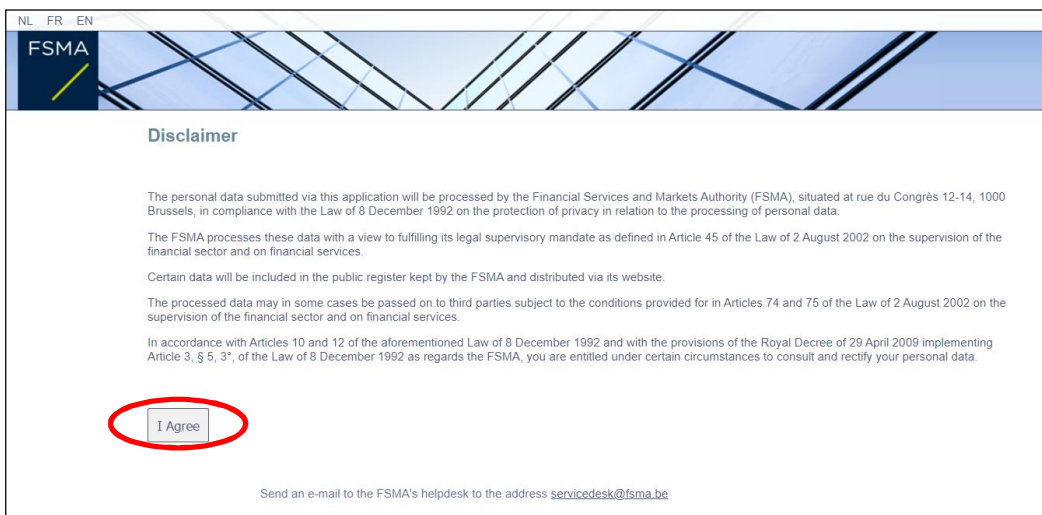 NL FR EN
FSMA
Disclaimer
The personal data submitted via this application will be processed by the Financial Services and Markets Authority (FSMA), situated at rue du Congrès 12-14, 1000
Brussels, in compliance with the Law of 8 December 1992 on the protection of privacy in relation to the processing of personal data.
The FSMA processes these data with a view to fulfilling its legal supervisory mandate as defined in Article 45 of the Law of 2 August 2002 on the supervision of the
financial sector and on financial services.
Certain data will be included in the public register kept by the FSMA and distributed via its website.
The processed data may in some cases be passed on to third parties subject to the conditions provided for in Articles 74 and 75 of the Law of 2 August 2002 on the
supervision of the financial sector and on financial services.
In accordance with Articles 10 and 12 of the aforementioned Law of 8 December 1992 and with the provisions of the Royal Decree of 29 April 2009 implementing
Article 3, § 5, 3°, of the Law of 8 December 1992 as regards the FSMA, you are entitled under certain circumstances to consult and rectify your personal data.
I Agree
Send an e-mail to the FSMA's helpdesk to the address servicedesk@fsma.be